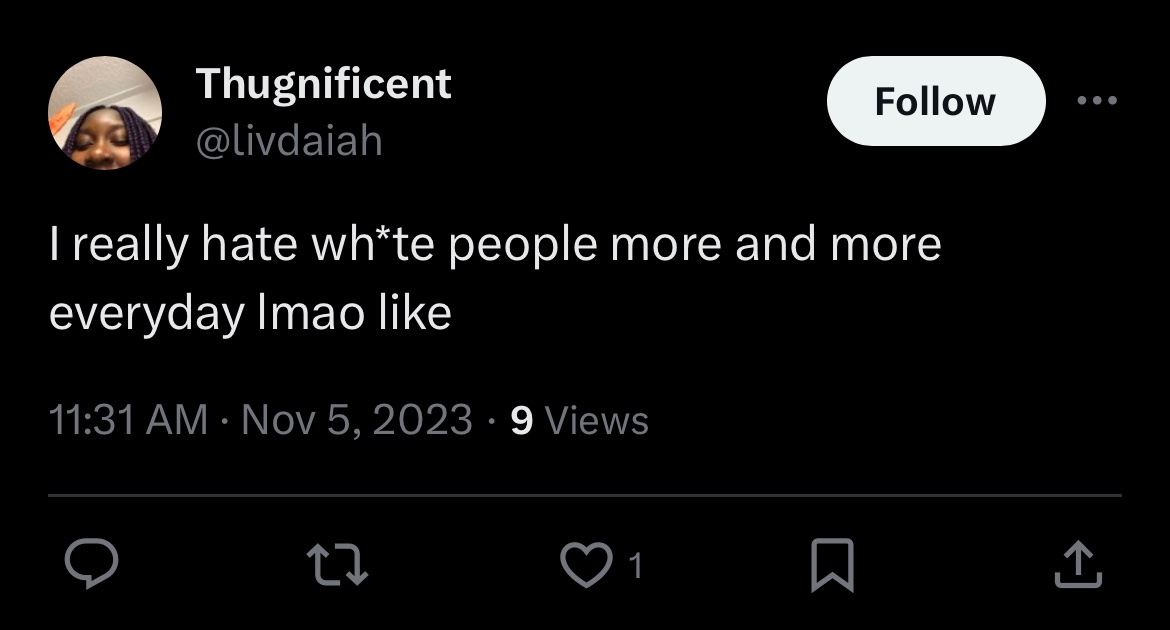 Thugnificent
@livdaiah
Follow
I really hate wh*te people more and more
everyday lmao like
11:31 AM · Nov 5, 2023 · 9 Views
1